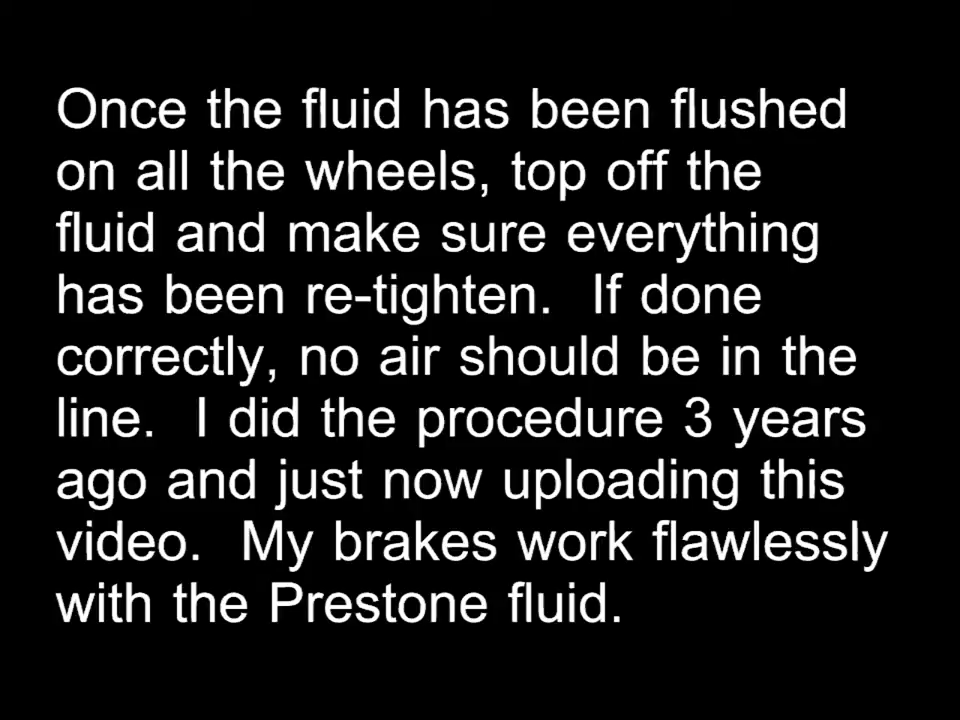 Once the fluid has been flushed
on all the wheels, top off the
fluid and make sure everything
has been re-tighten.  If done
correctly, no air should be in the
line.  I did the procedure 3 years
ago and just now uploading this
video.  My brakes work flawlessly
with the Prestone fluid.